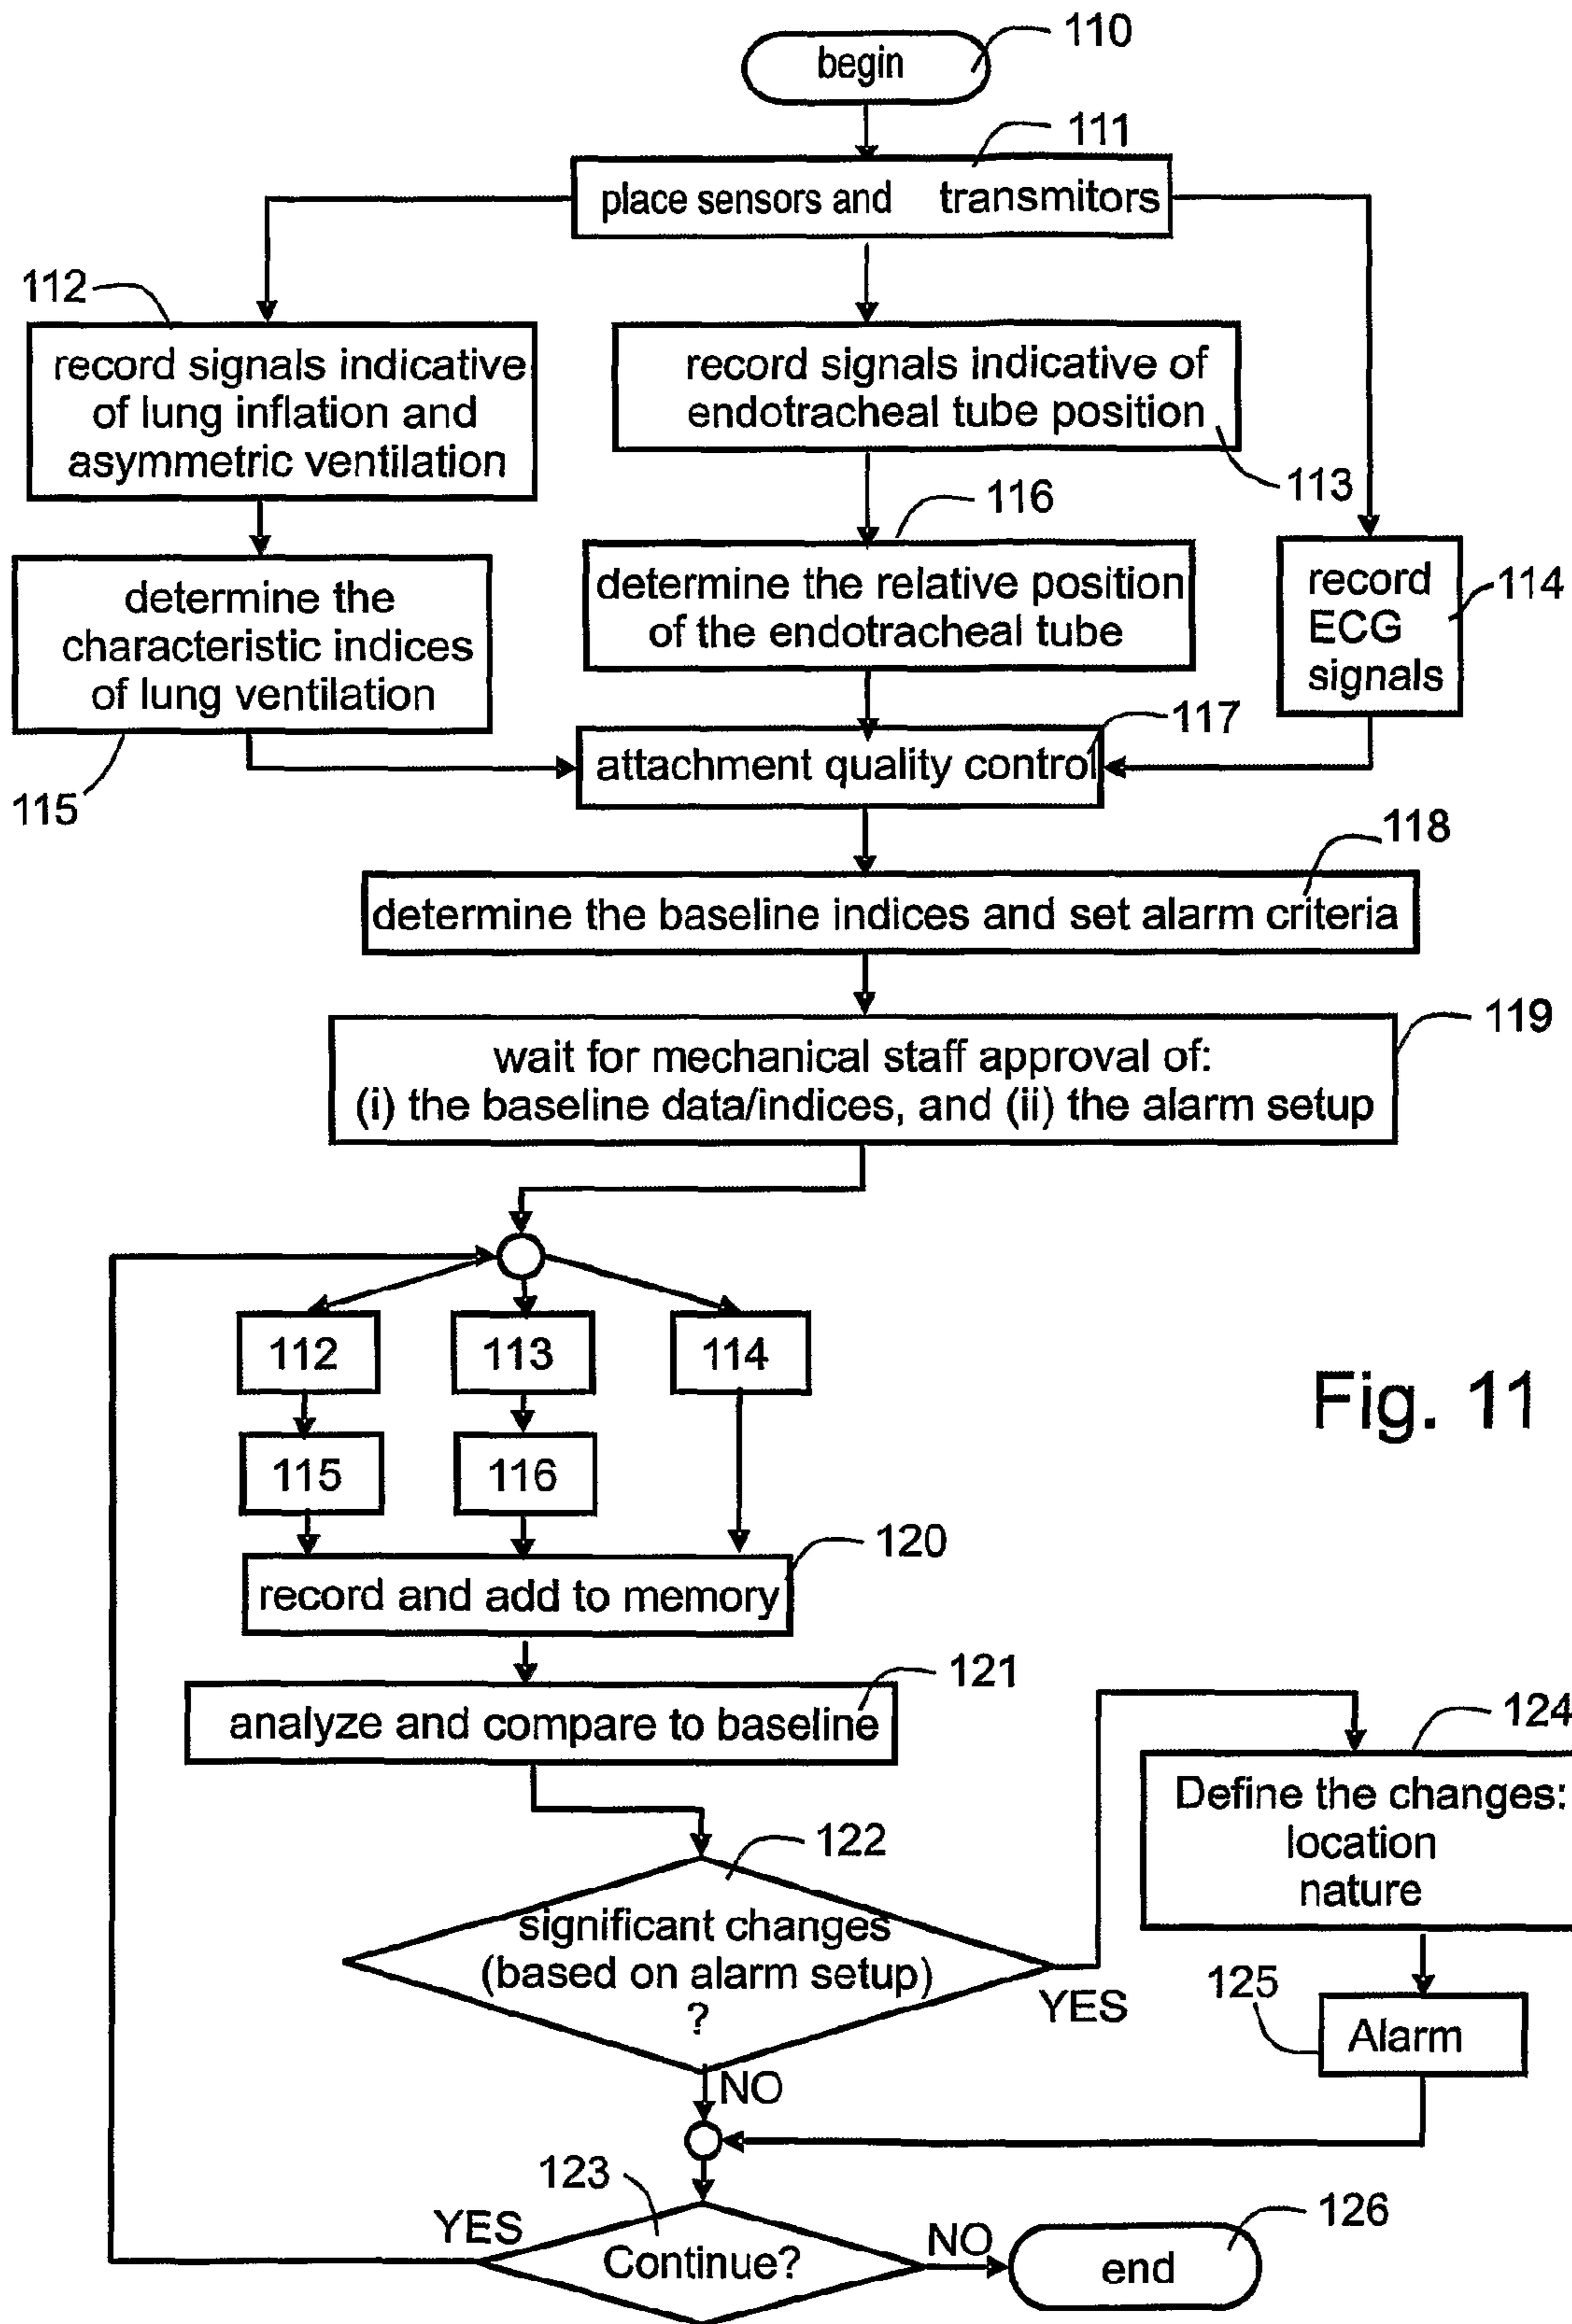 110
begin
111
place sensors and transmitors
112
record signals indicative
of lung inflation and
asymmetric ventilation
record signals indicative of
endotracheal tube position
113
116
determine the
characteristic indices
of lung ventilation
determine the relative position
of the endotracheal tube
record
ECG
signals
114
117
attachment quality control
115
118
determine the baseline indices and set alarm criteria
119
wait for mechanical staff approval of:
(i) the baseline data/indices, and (ii) the alarm setup
112
113
114
Fig. 11
115
116
120
record and add to memory
121
analyze and compare to baseline
124
Define the changes:
location
nature
122
significant changes
(based on alarm setup)
?
YES
125
Alarm
NO
123
YES
Continue?
NO
126
end